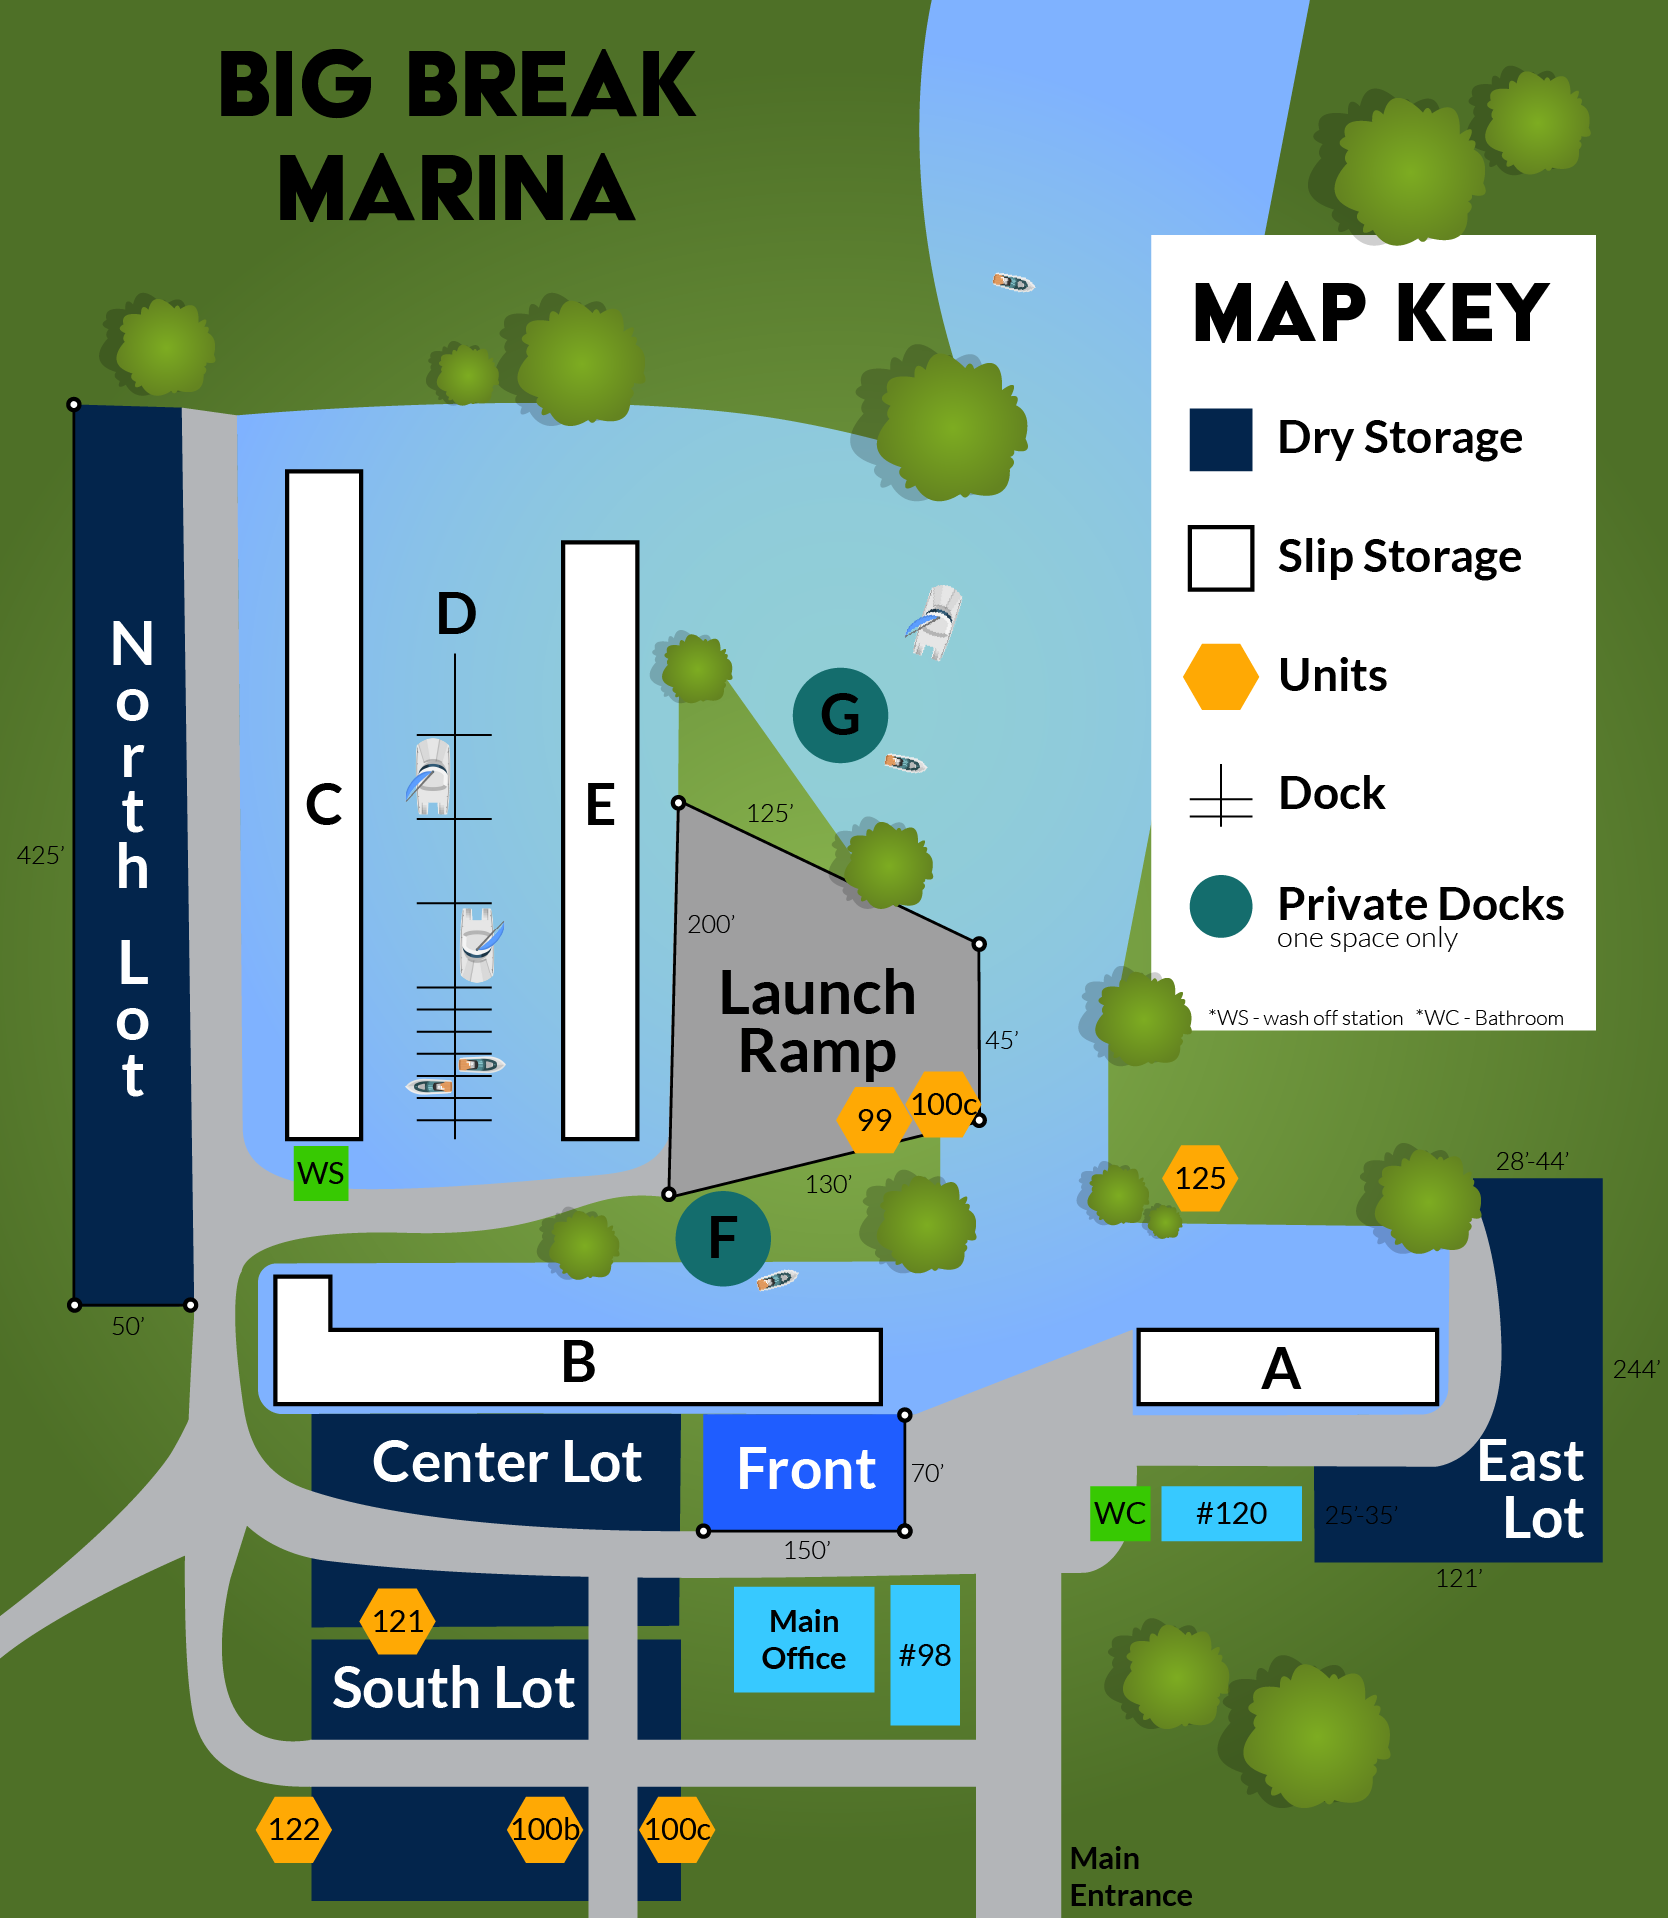 BIG BREAK
MARINA
MAP KEY
Dry Storage
Slip Storage
Units
Dock
Private Docks
one space only
*WS - wash off station *WC - Bathroom
North Lot
425’
50’
C
D
E
G
125’
200’
Launch
Ramp
45’
99
100c
130’
WS
F
125
28’-44’
B
A
244’
Center Lot
Front
70’
150’
East
Lot
WC
#120
25’-35’
121’
121
South Lot
Main
Office
#98
122
100b
100c
Main
Entrance